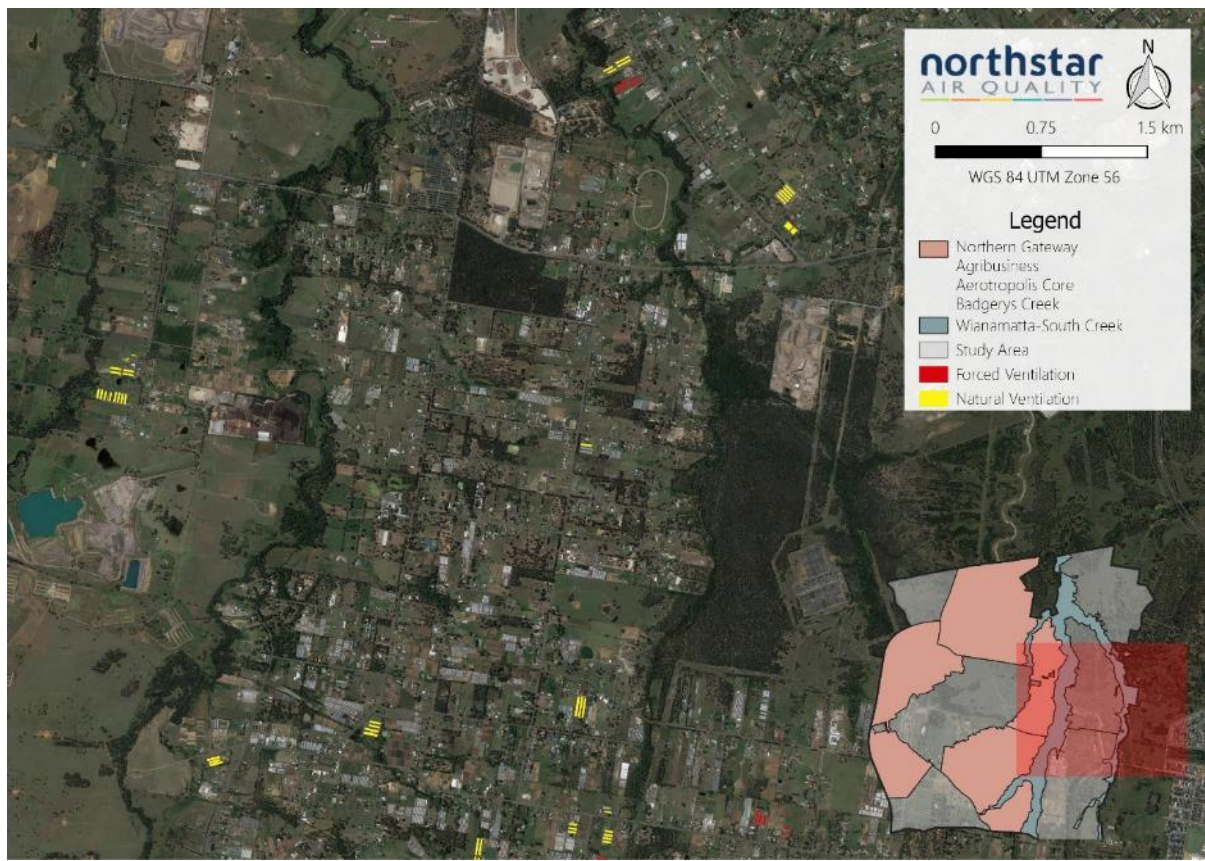 northstar
AIR QUALITY
N
0 0.75 1.5 km
WGS 84 UTM Zone 56
Legend
Northern Gateway
Agribusiness
Aerotropolis Core
Badgerys Creek
Wianamatta-South Creek
Study Area
Forced Ventilation
Natural Ventilation